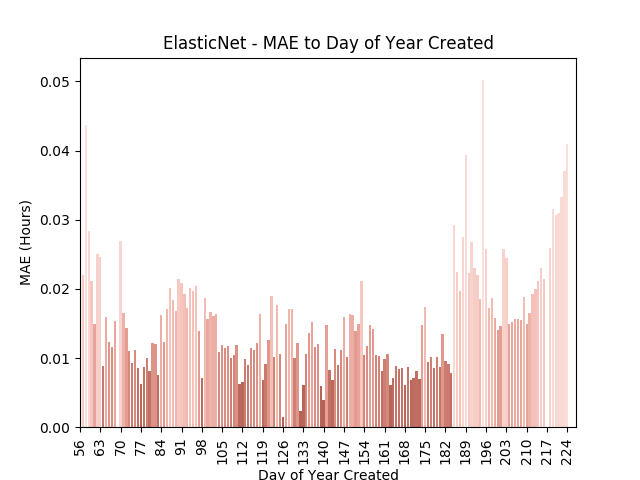 ElasticNet - MAE to Day of Year Created
MAE (Hours)
0.05
0.04
0.03
0.02
0.01
0.00
56 63 70 77 84 91 98 105 112 119 126 133 140 147 154 161 168 175 182 189 196 203 210 217 224
Day of Year Created